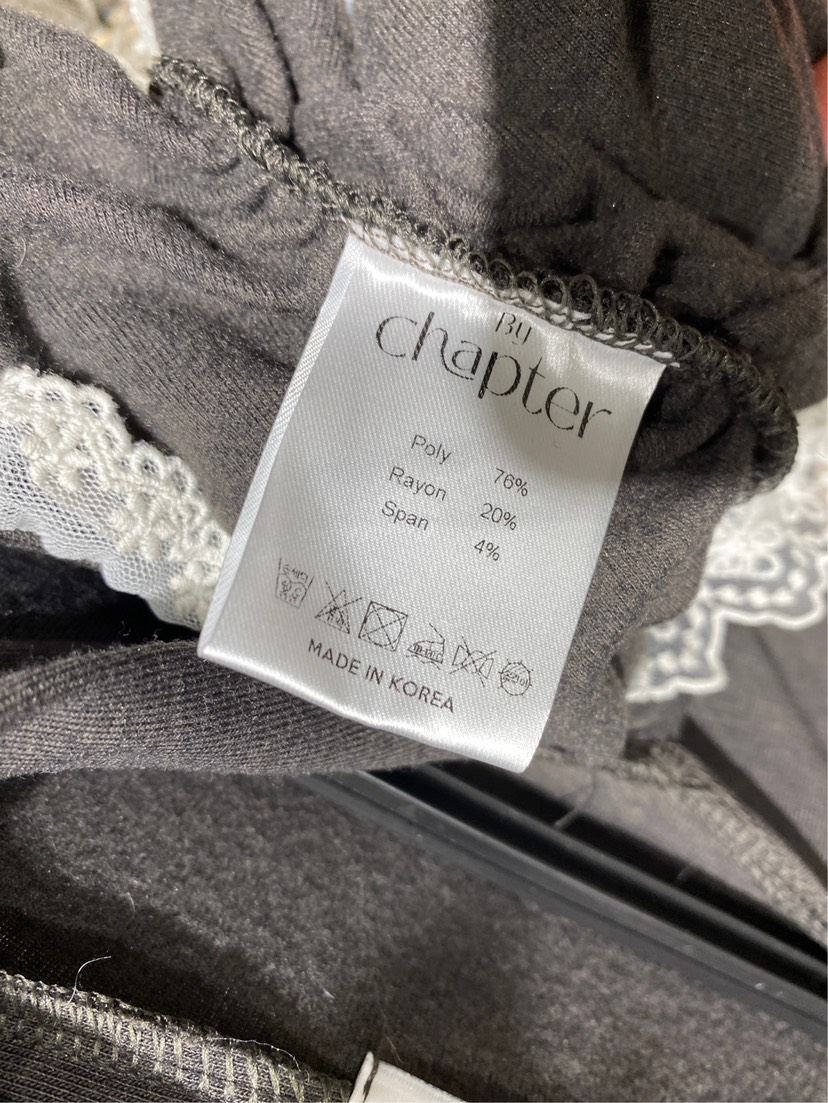 By
chapter
Poly 76%
Rayon 20%
Span 4%
MADE IN KOREA